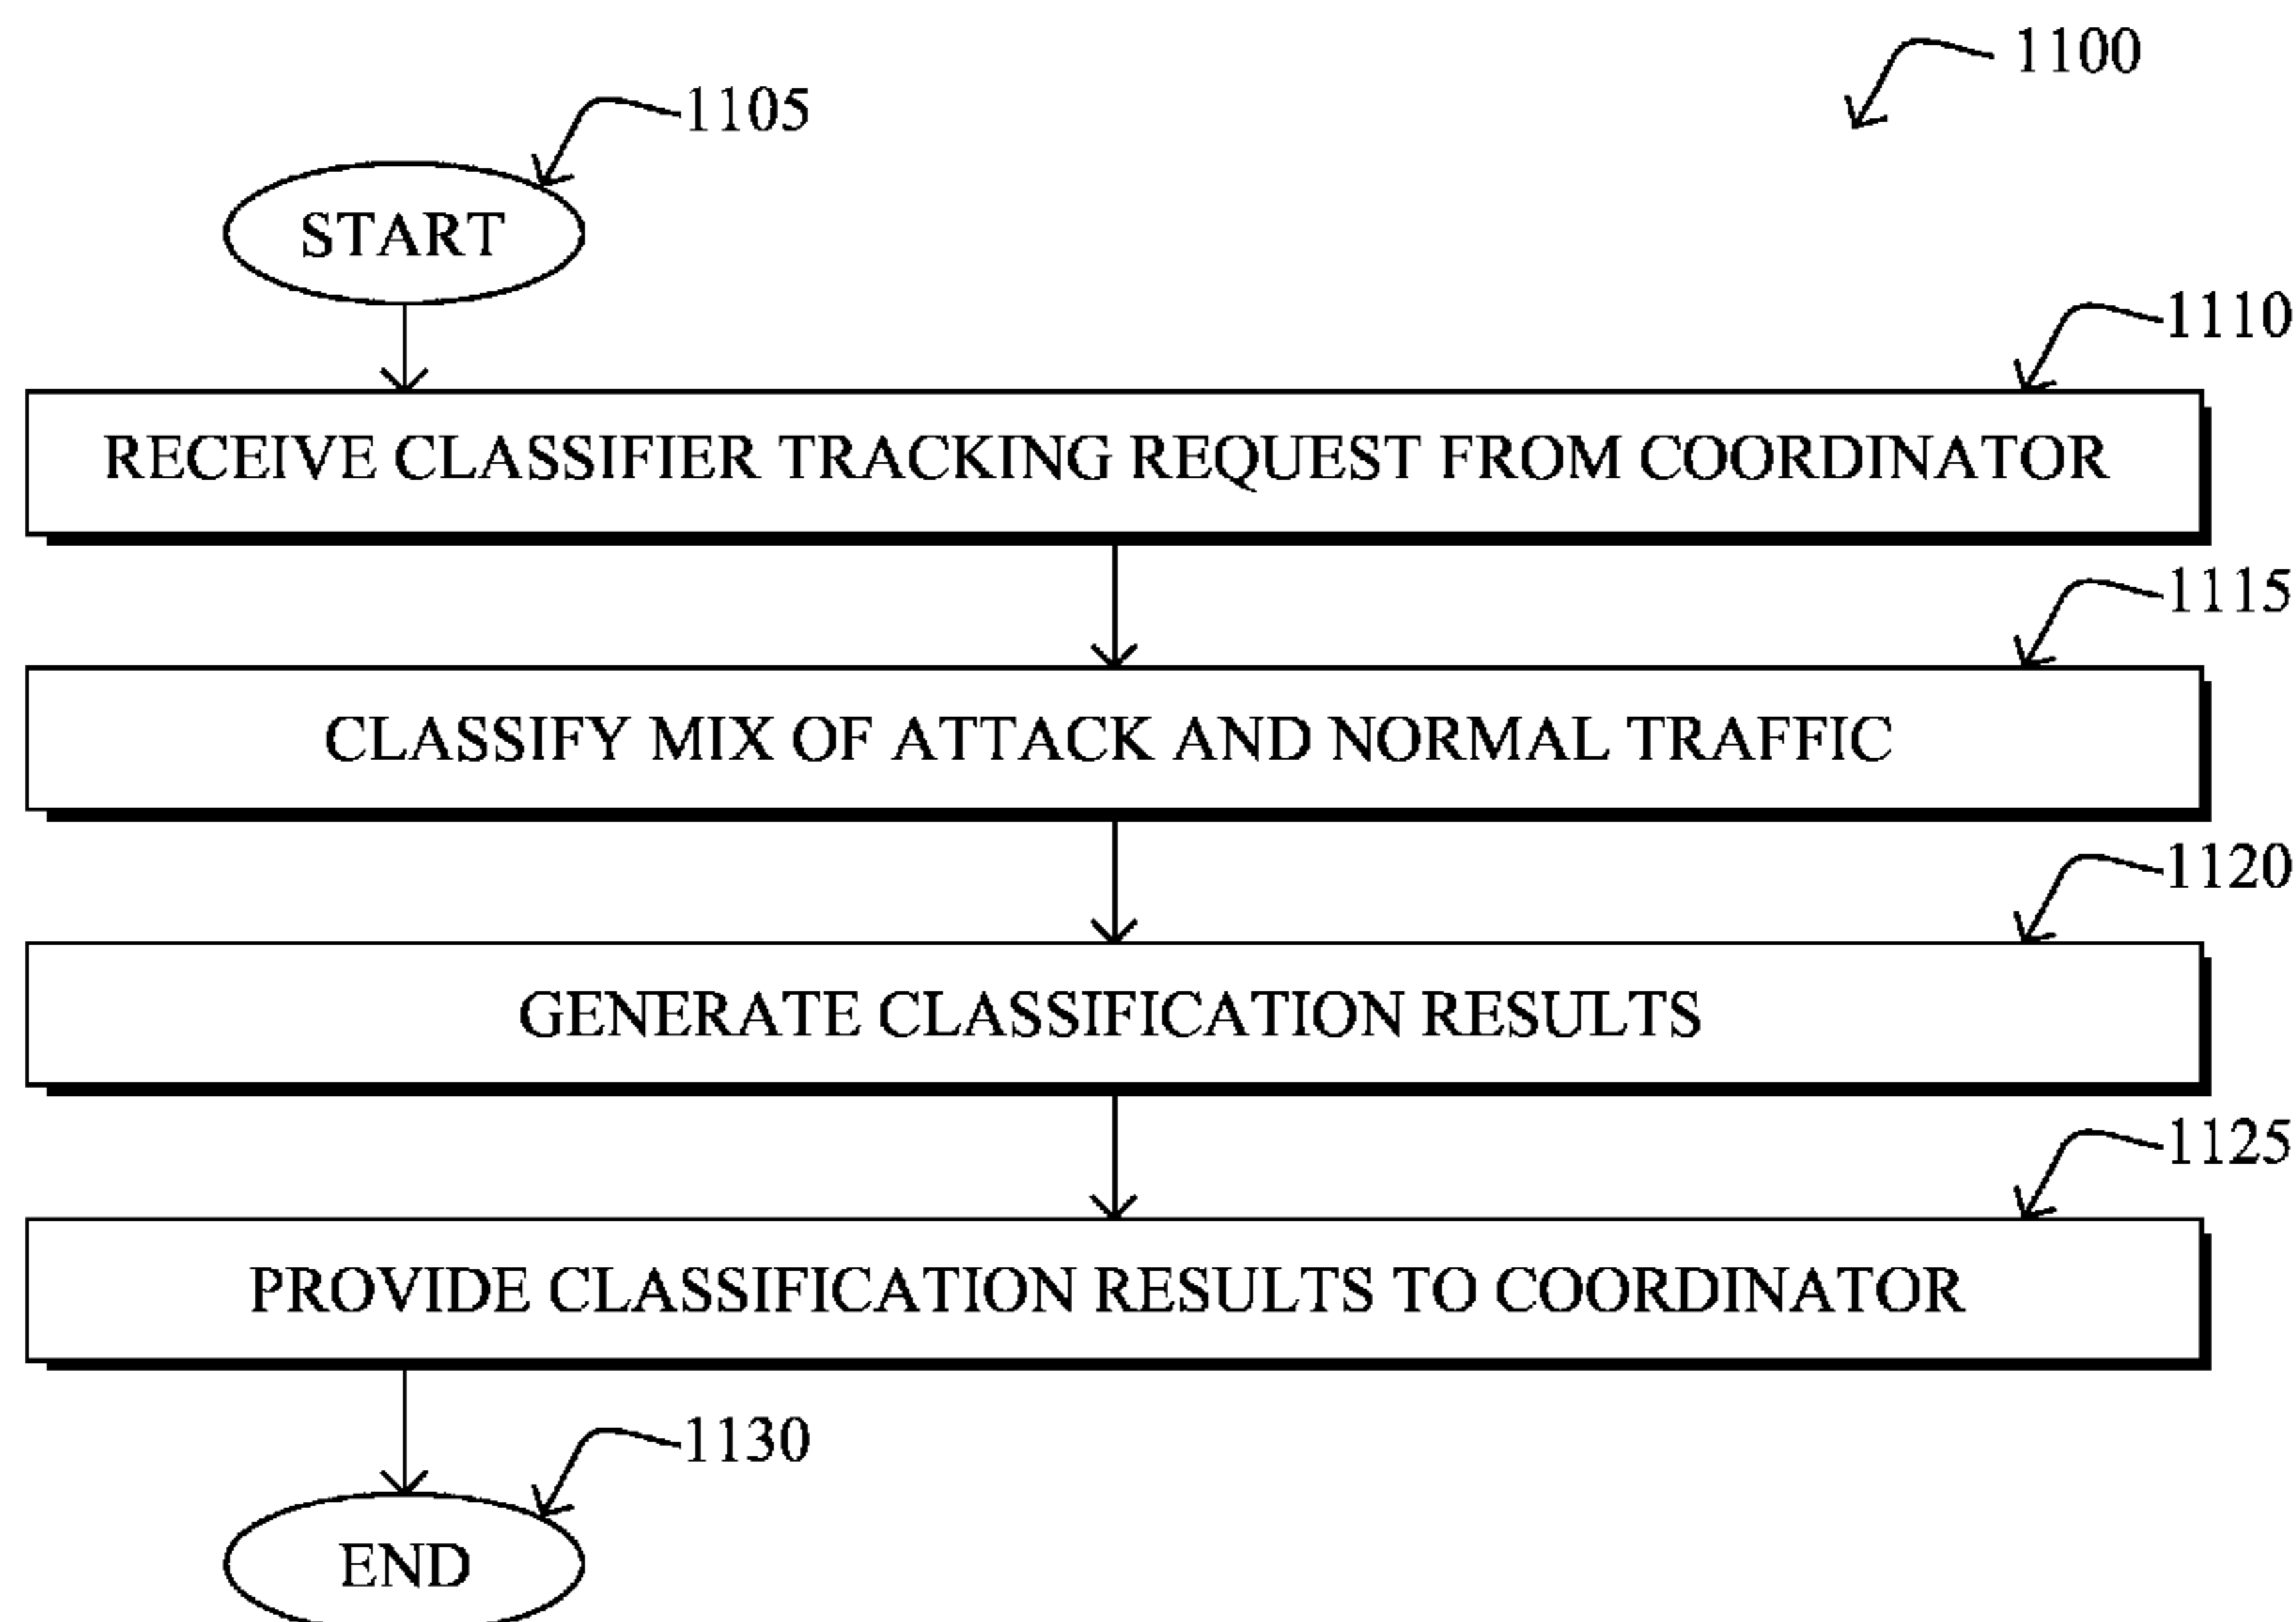 1100
1105
START
1110
RECEIVE CLASSIFIER TRACKING REQUEST FROM COORDINATOR
1115
CLASSIFY MIX OF ATTACK AND NORMAL TRAFFIC
1120
GENERATE CLASSIFICATION RESULTS
1125
PROVIDE CLASSIFICATION RESULTS TO COORDINATOR
1130
END